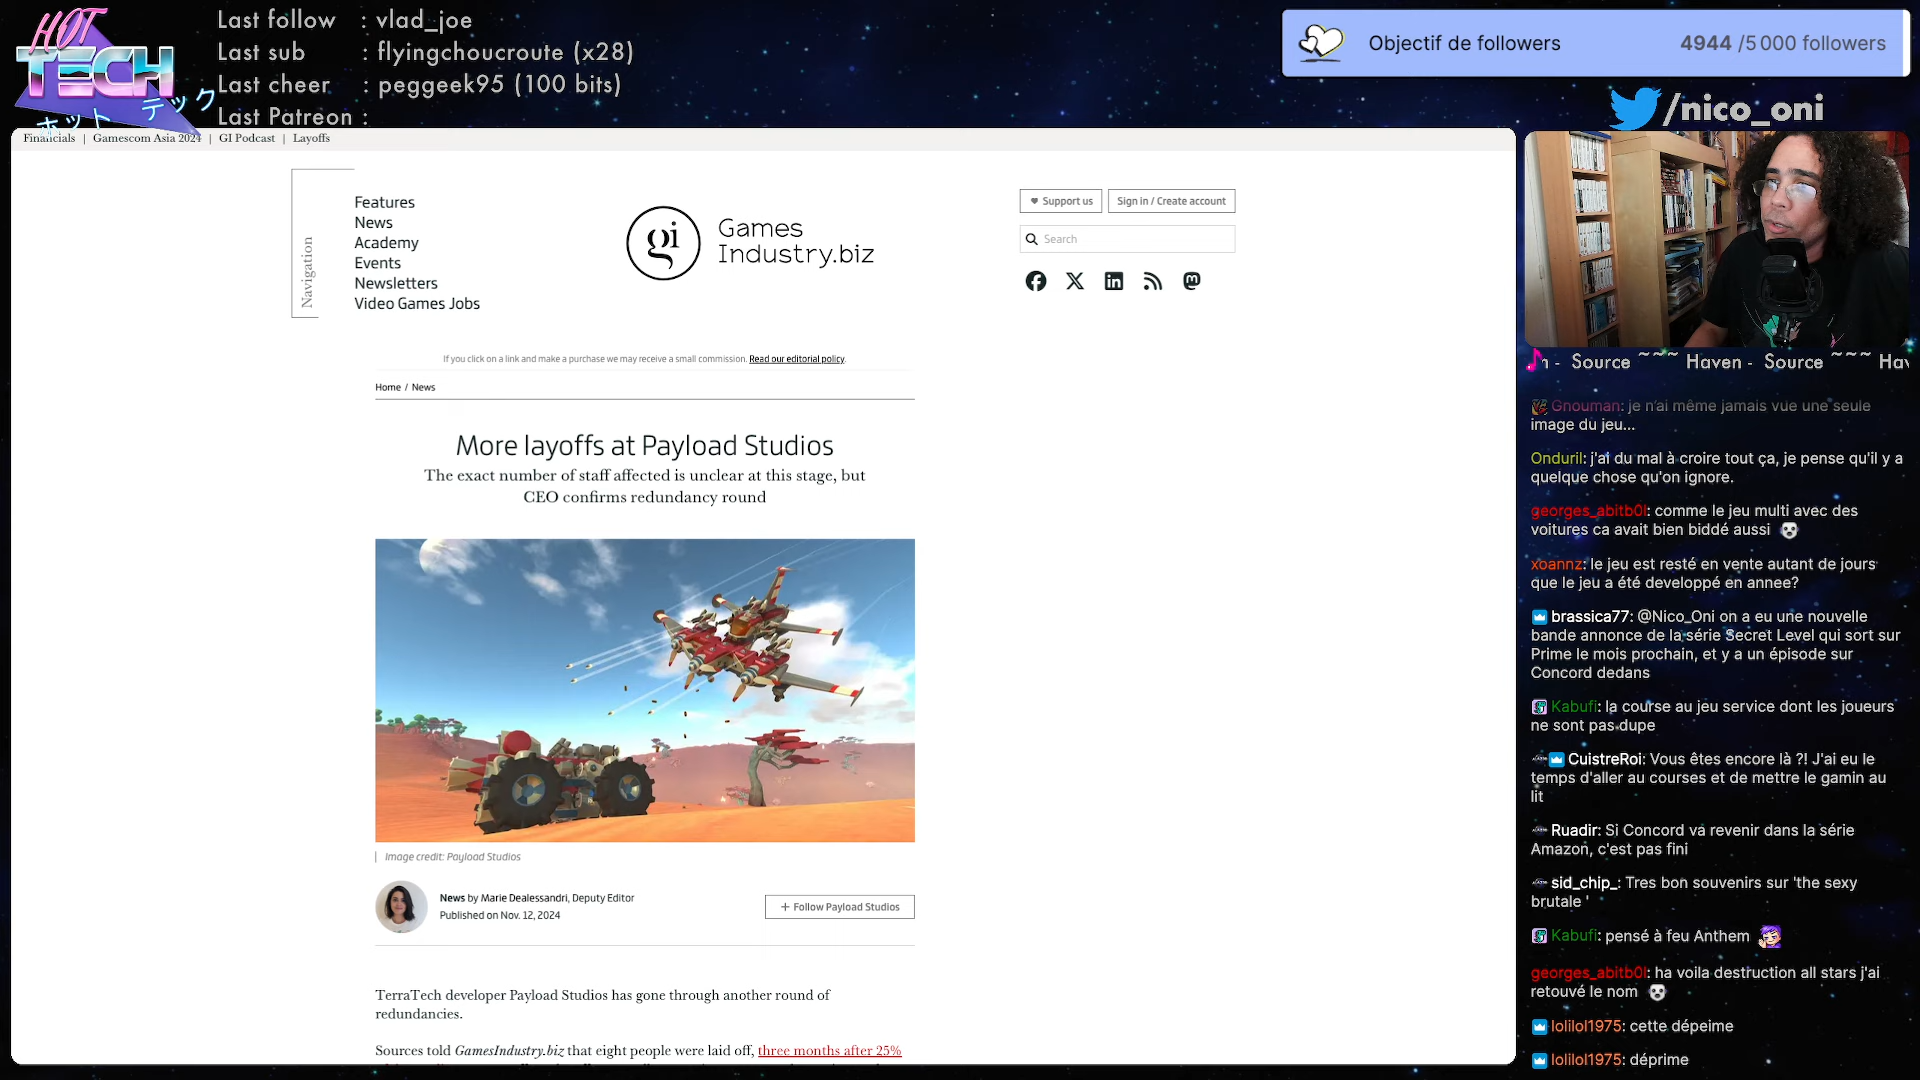 HOT
TECH
ホット テック
Last follow : vlad_joe
Last sub : flyingchoucroute (x28)
Last cheer : peggeek95 (100 bits)
Last Patreon :
Objectif de followers
4944 /5 000 followers
/nico_oni
Financials | Gamescom Asia 2024 | GI Podcast | Layoffs
Navigation
Features
News
Academy
Events
Newsletters
Video Games Jobs
gi
Games
Industry.biz
Support us
Sign in / Create account
Search
If you click on a link and make a purchase we may receive a small commission. Read our editorial policy.
Home / News
More layoffs at Payload Studios
The exact number of staff affected is unclear at this stage, but
CEO confirms redundancy round
Image credit: Payload Studios
News by Marie Dealessandri, Deputy Editor
Published on Nov. 12, 2024
+ Follow Payload Studios
TerraTech developer Payload Studios has gone through another round of
redundancies.
Sources told GamesIndustry.biz that eight people were laid off, three months after 25%
n - Source ~~~ Haven - Source ~~~ Hav
Gnouman: je n'ai même jamais vue une seule
image du jeu...
Onduril: j'ai du mal à croire tout ça, je pense qu'il y a
quelque chose qu'on ignore.
georges_abitb0l: comme le jeu multi avec des
voitures ca avait bien biddé aussi
xoannz: le jeu est resté en vente autant de jours
que le jeu a été developpé en annee?
brassica77: @Nico_Oni on a eu une nouvelle
bande annonce de la série Secret Level qui sort sur
Prime le mois prochain, et y a un épisode sur
Concord dedans
Kabufi: la course au jeu service dont les joueurs
ne sont pas dupe
CuistreRoi: Vous êtes encore là ?! J'ai eu le
temps d'aller au courses et de mettre le gamin au
lit
Ruadir: Si Concord va revenir dans la série
Amazon, c'est pas fini
sid_chip_: Tres bon souvenirs sur 'the sexy
brutale '
Kabufi: pensé à feu Anthem
georges_abitb0l: ha voila destruction all stars j'ai
retouvé le nom
lolilol1975: cette dépeime
lolilol1975: déprime